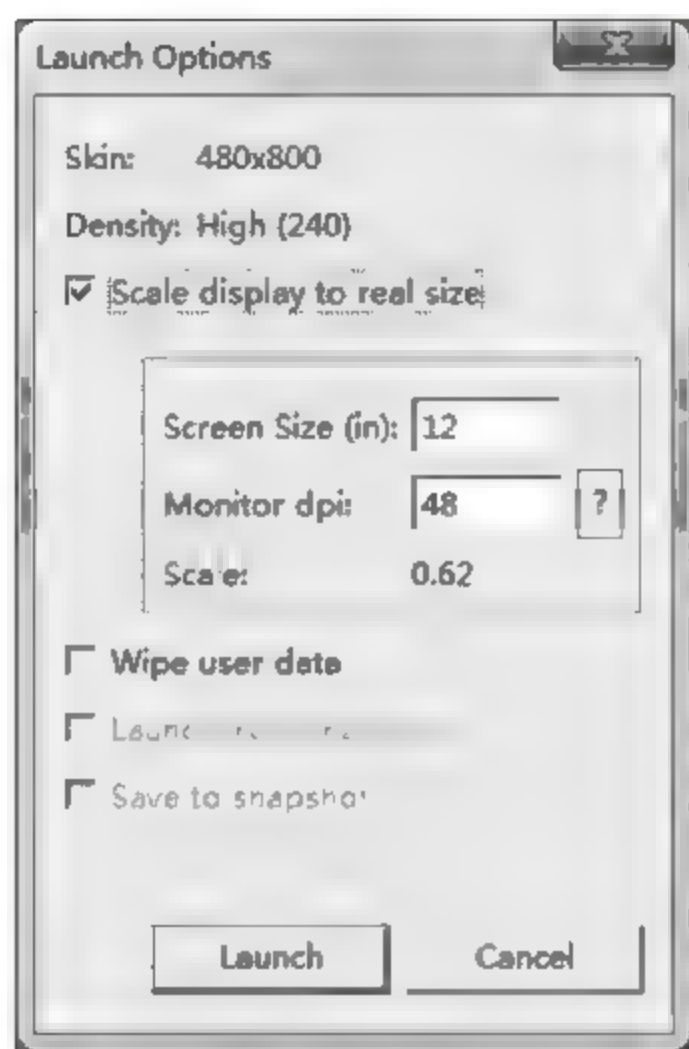 Launch Options
Skin: 480x800
Density: High (240)
Scale display to real size
Screen Size (in): 12
Monitor dpi: 48 ?
Scale: 0.62
Wipe user data
Save to snapshot
Launch Cancel